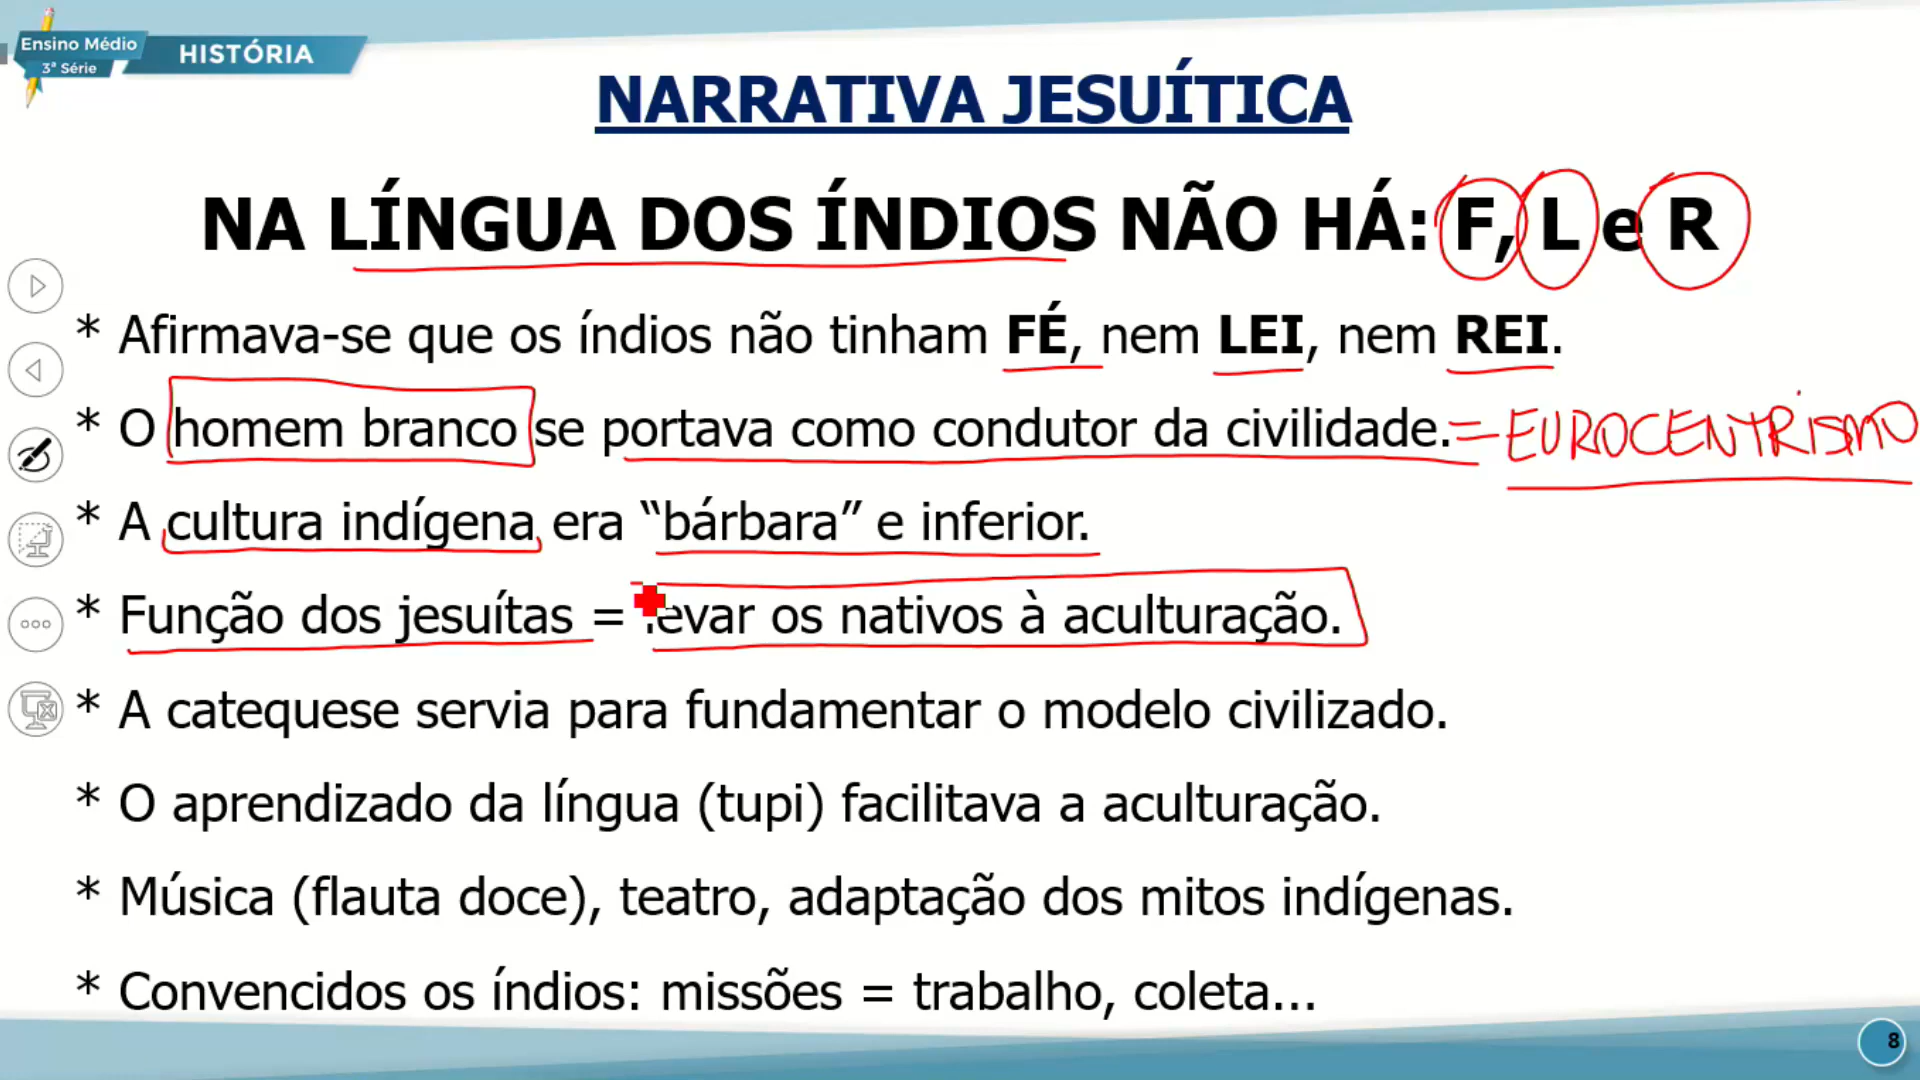 Ensino Médio
3ª Série
HISTÓRIA
NARRATIVA JESUÍTICA
NA LÍNGUA DOS ÍNDIOS NÃO HÁ: F, L e R
* Afirmava-se que os índios não tinham FÉ, nem LEI, nem REI.
* O homem branco se portava como condutor da civilidade. = EUROCENTRISMO
* A cultura indígena era “bárbara” e inferior.
* Função dos jesuítas = levar os nativos à aculturação.
* A catequese servia para fundamentar o modelo civilizado.
* O aprendizado da língua (tupi) facilitava a aculturação.
* Música (flauta doce), teatro, adaptação dos mitos indígenas.
* Convencidos os índios: missões = trabalho, coleta...
8